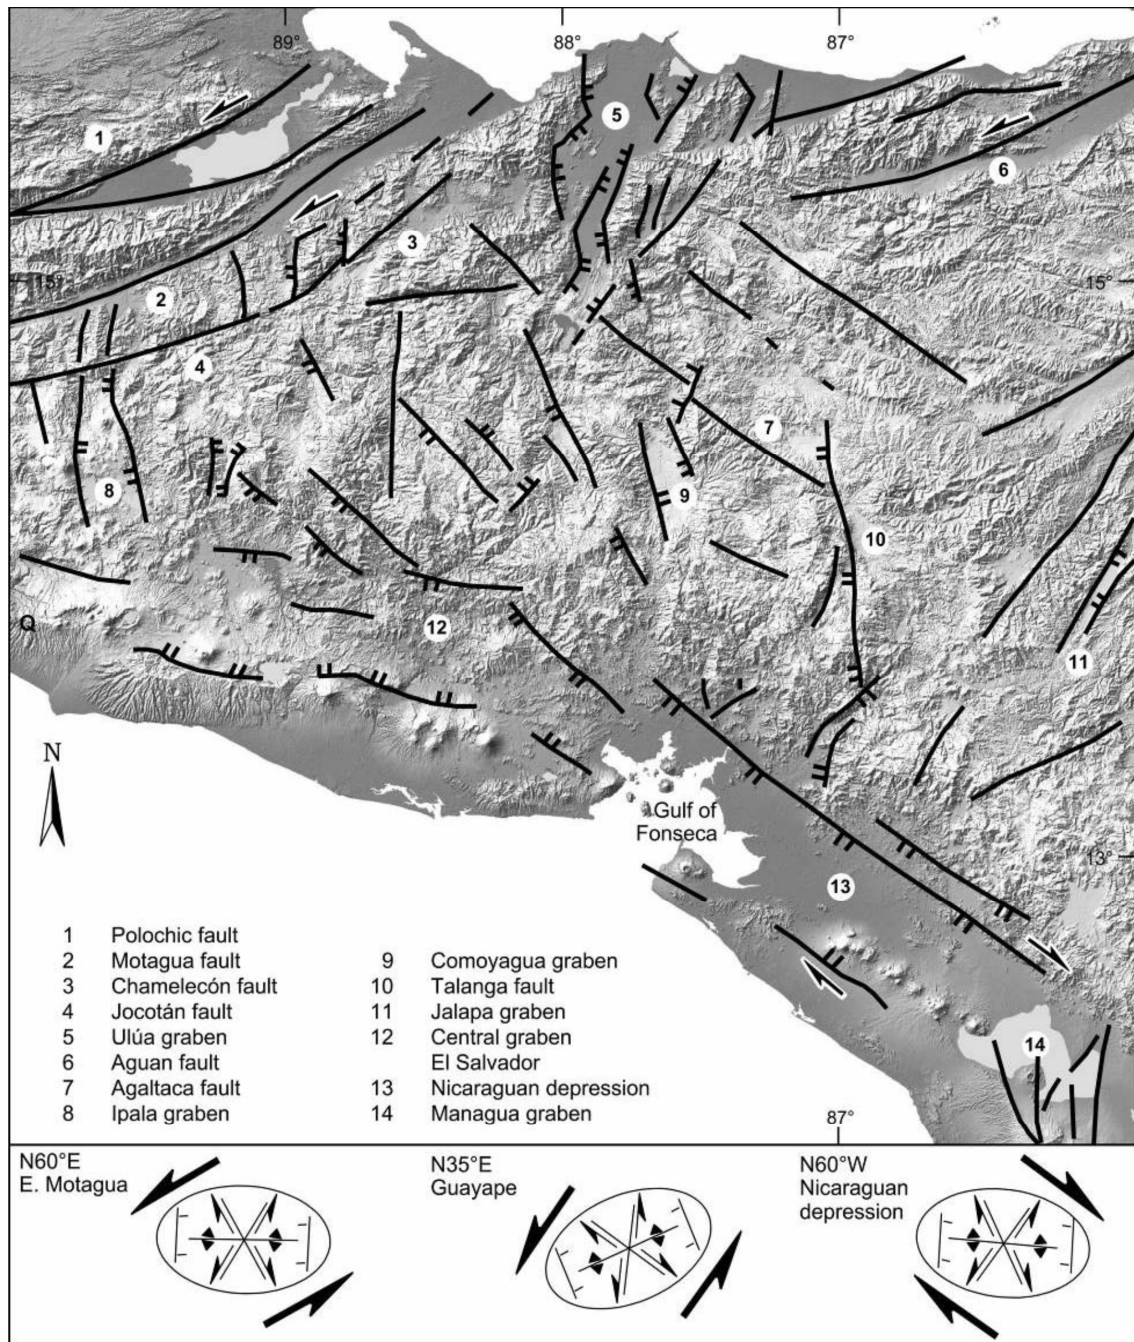 89°
88°
87°
5
1
6
5
3
15°
15°
2
4
7
8
9
10
Q
12
11
N
Gulf of
Fonseca
13°
13
14
1 Polochic fault
2 Motagua fault
3 Chamelecón fault
4 Jocotán fault
5 Ulúa graben
6 Aguan fault
7 Agaltaca fault
8 Ipala graben
9 Comoyagua graben
10 Talanga fault
11 Jalapa graben
12 Central graben
El Salvador
13 Nicaraguan depression
14 Managua graben
87°
N60°E
E. Motagua
N35°E
Guayape
N60°W
Nicaraguan
depression